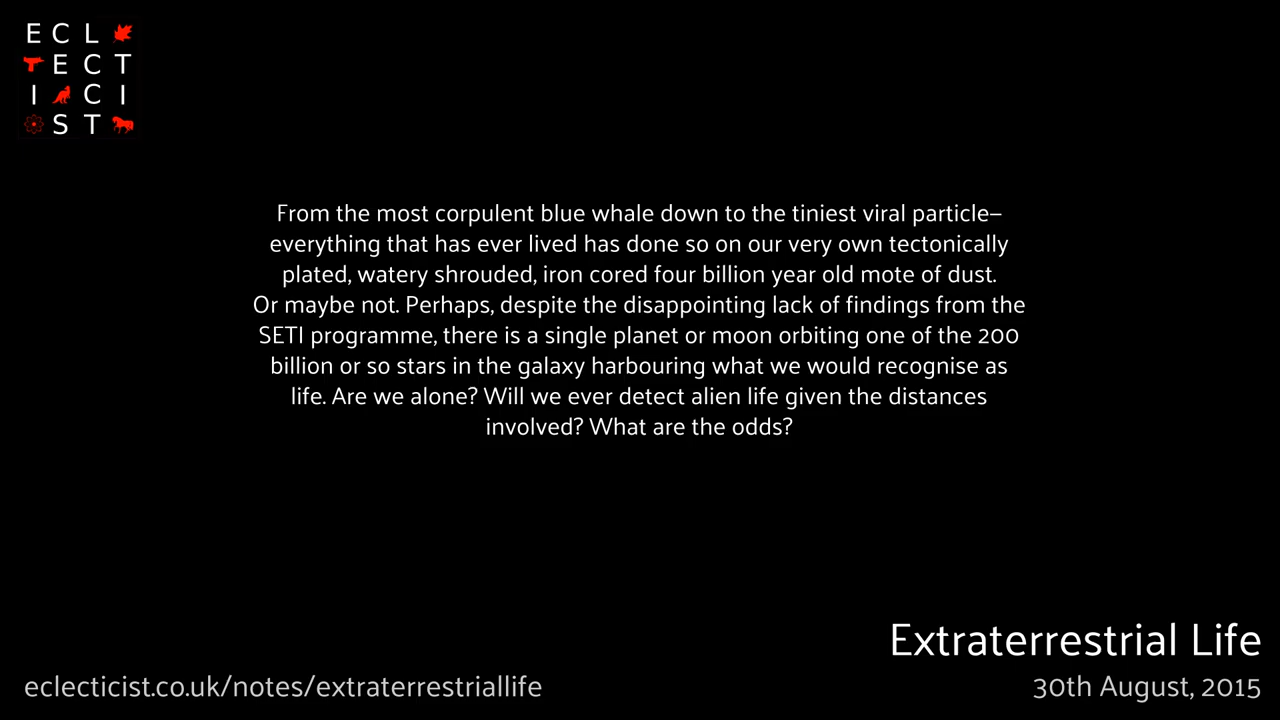 E C L
E C T
I C I
S T
From the most corpulent blue whale down to the tiniest viral particle—
everything that has ever lived has done so on our very own tectonically
plated, watery shrouded, iron cored four billion year old mote of dust.
Or maybe not. Perhaps, despite the disappointing lack of findings from the
SETI programme, there is a single planet or moon orbiting one of the 200
billion or so stars in the galaxy harbouring what we would recognise as
life. Are we alone? Will we ever detect alien life given the distances
involved? What are the odds?
Extraterrestrial Life
eclecticist.co.uk/notes/extraterrestriallife
30th August, 2015